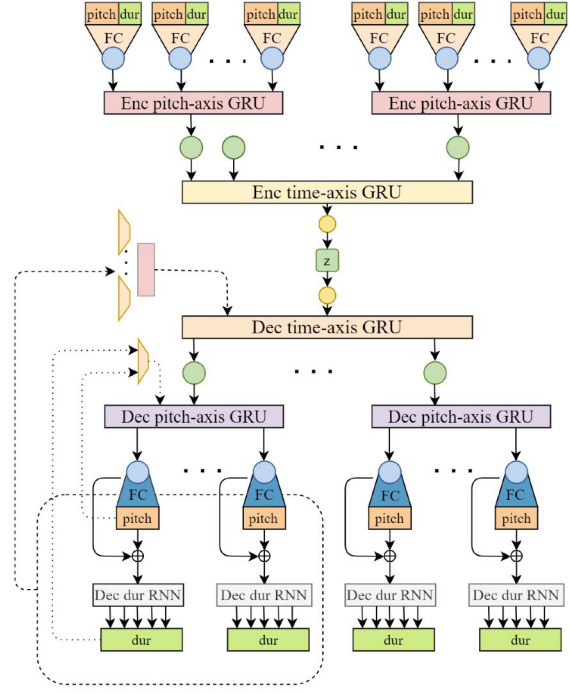 pitch dur pitch dur pitch dur pitch dur pitch dur pitch dur
FC FC FC FC FC FC
Enc pitch-axis GRU Enc pitch-axis GRU
Enc time-axis GRU
z
Dec time-axis GRU
Dec pitch-axis GRU Dec pitch-axis GRU
FC FC FC FC
pitch pitch pitch pitch
Dec dur RNN Dec dur RNN Dec dur RNN Dec dur RNN
dur dur dur dur